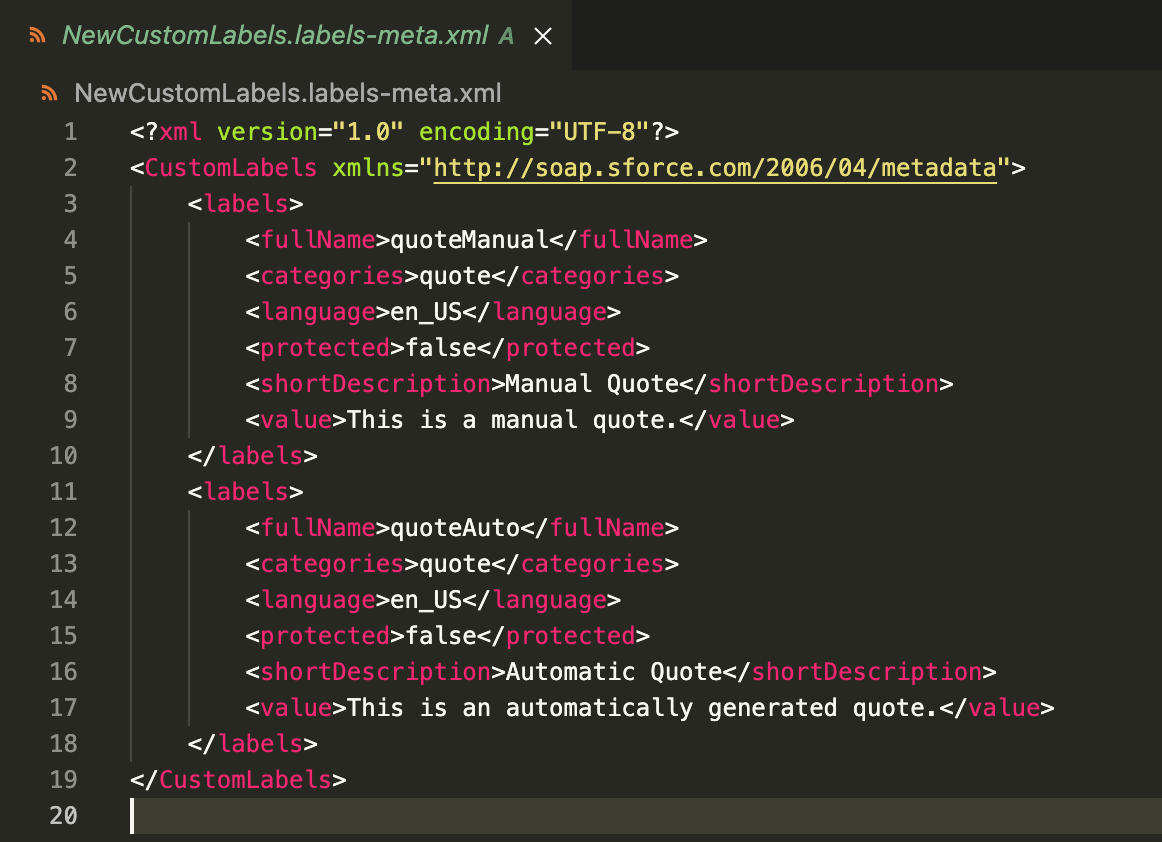 NewCustomLabels.labels-meta.xml A
NewCustomLabels.labels-meta.xml
1 <?xml version="1.0" encoding="UTF-8"?>
2 <CustomLabels xmlns="http://soap.sforce.com/2006/04/metadata">
3     <labels>
4         <fullName>quoteManual</fullName>
5         <categories>quote</categories>
6         <language>en_US</language>
7         <protected>false</protected>
8         <shortDescription>Manual Quote</shortDescription>
9         <value>This is a manual quote.</value>
10     </labels>
11     <labels>
12         <fullName>quoteAuto</fullName>
13         <categories>quote</categories>
14         <language>en_US</language>
15         <protected>false</protected>
16         <shortDescription>Automatic Quote</shortDescription>
17         <value>This is an automatically generated quote.</value>
18     </labels>
19 </CustomLabels>
20